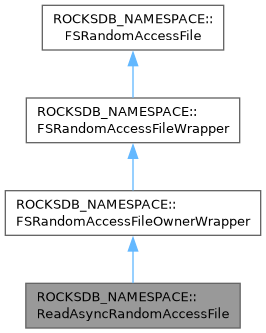 ROCKSDB_NAMESPACE::
FSRandomAccessFile
ROCKSDB_NAMESPACE::
FSRandomAccessFileWrapper
ROCKSDB_NAMESPACE::
FSRandomAccessFileOwnerWrapper
ROCKSDB_NAMESPACE::
ReadAsyncRandomAccessFile